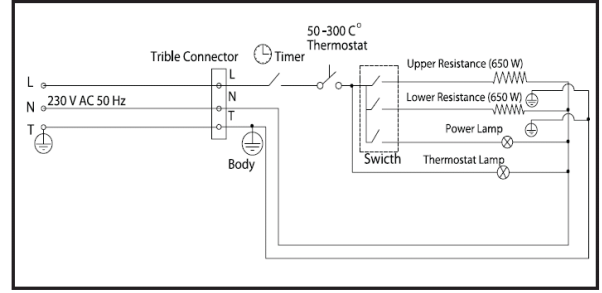 50-300 C°
Thermostat
Trible Connector
Timer
Upper Resistance (650 W)
L
L
N
230 V AC 50 Hz
N
Lower Resistance (650 W)
T
T
Power Lamp
Body
Swicth
Thermostat Lamp